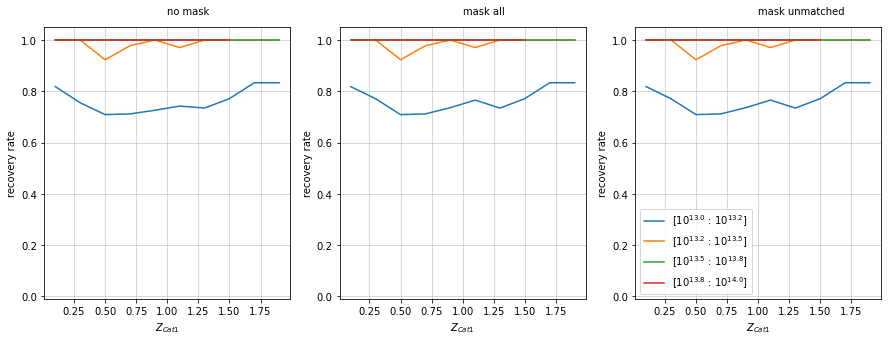 no mask
recovery rate
1.0
0.8
0.6
0.4
0.2
0.0
0.25 0.50 0.75 1.00 1.25 1.50 1.75
Z_{Cat1}
mask all
recovery rate
1.0
0.8
0.6
0.4
0.2
0.0
0.25 0.50 0.75 1.00 1.25 1.50 1.75
Z_{Cat1}
mask unmatched
recovery rate
1.0
0.8
0.6
0.4
0.2
0.0
[10^{13.0} : 10^{13.2}]
[10^{13.2} : 10^{13.5}]
[10^{13.5} : 10^{13.8}]
[10^{13.8} : 10^{14.0}]
0.25 0.50 0.75 1.00 1.25 1.50 1.75
Z_{Cat1}